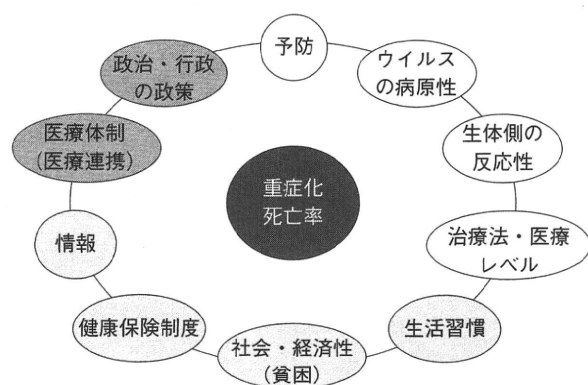 予防
ウイルス
の病原性
生体側の
反応性
治療法・医療
レベル
生活習慣
社会・経済性
(貧困)
健康保険制度
情報
医療体制
(医療連携)
政治・行政
の政策
重症化
死亡率